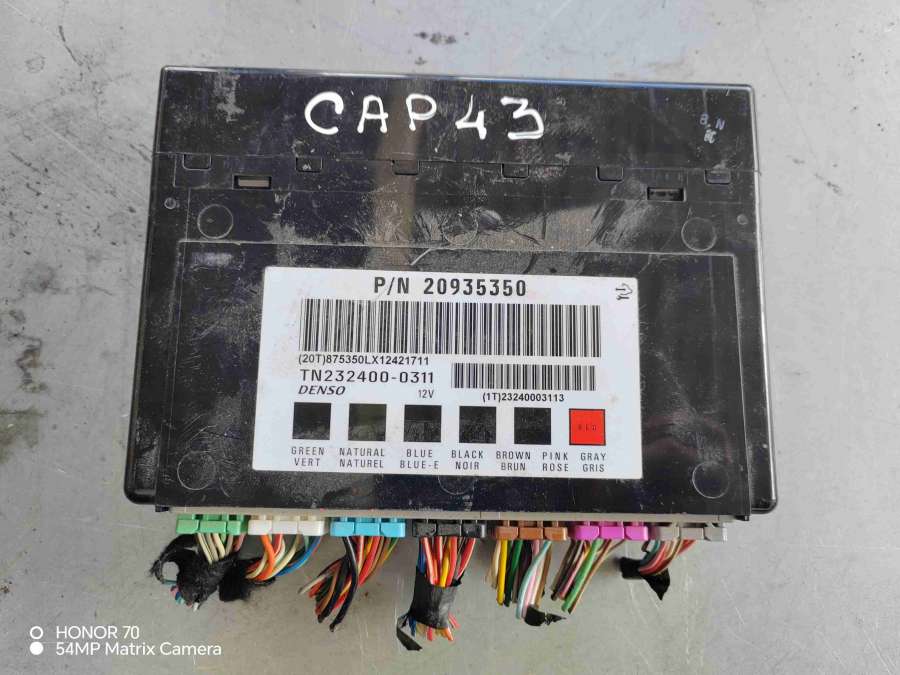 CAP 43
P/N 20935350
(20T)875350LX12421711
TN232400-0311
DENSO 12V
(1T)23240003113
GREEN NATURAL BLUE BLACK BROWN PINK GRAY
VERT NATUREL BLUE-E NOIR BRUN ROSE GRIS
HONOR 70
54MP Matrix Camera